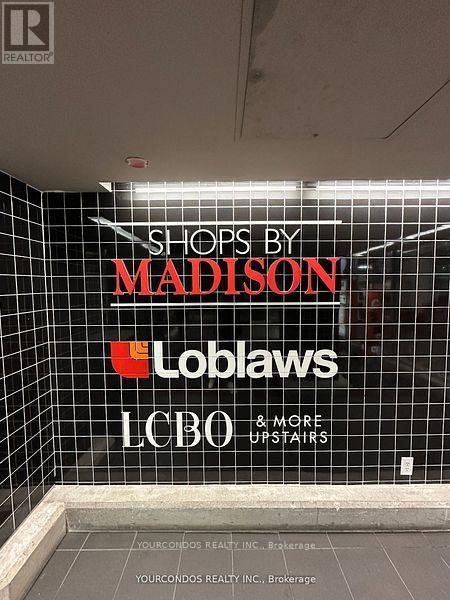 R
REALTOR®
SHOPS BY
MADISON
Loblaws
LCBO
& MORE
UPSTAIRS
YOURCONDOS REALTY INC., Brokerage
YOURCONDOS REALTY INC., Brokerage